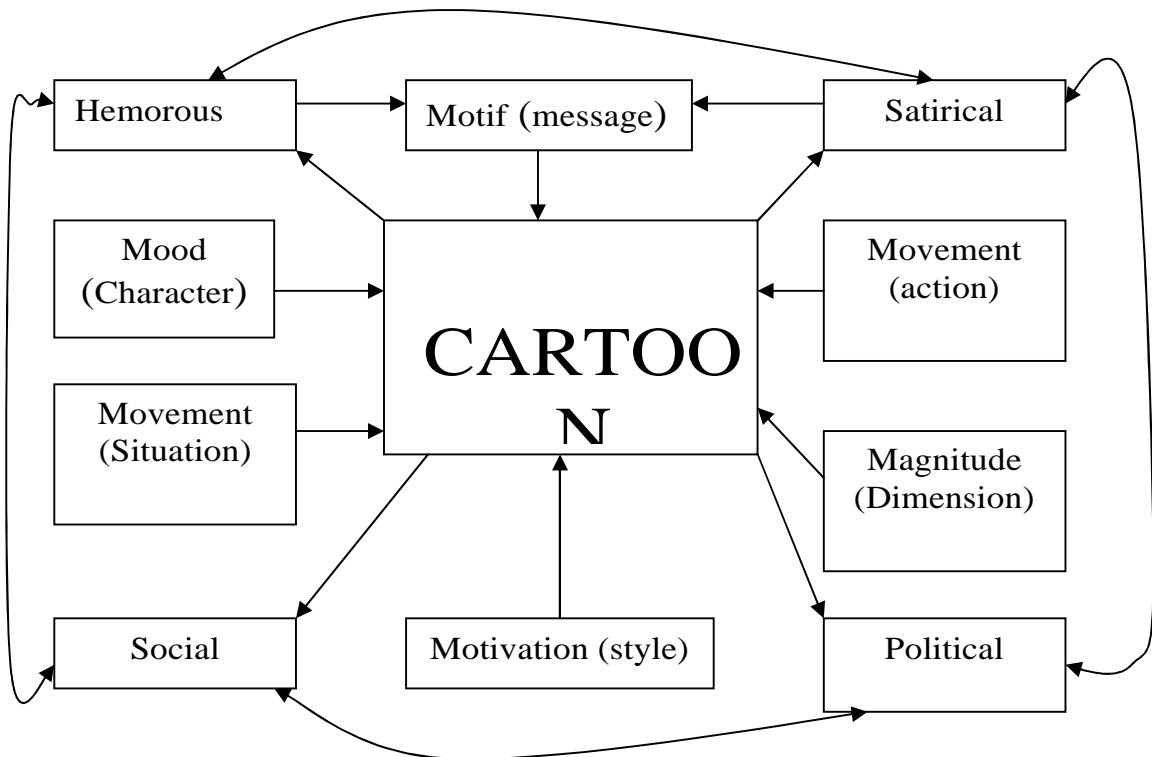 Hemorous
Motif (message)
Satirical
Mood
(Character)
Movement
(action)
CARTOO
N
Movement
(Situation)
Magnitude
(Dimension)
Social
Motivation (style)
Political